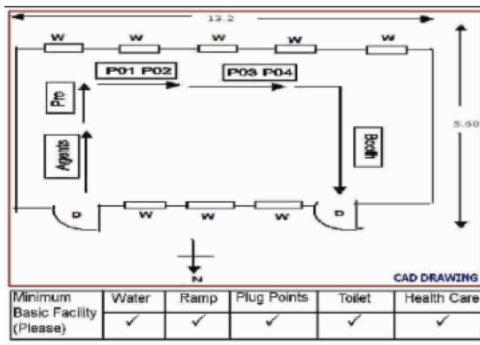 13.2
W W W W W
P01 P02 P03 P04
Pro
5.60
Agents
Booth
D W W W D
N
CAD DRAWING
Minimum Basic Facility (Please) Water Ramp Plug Points Toilet Health Care
✓ ✓ ✓ ✓ ✓